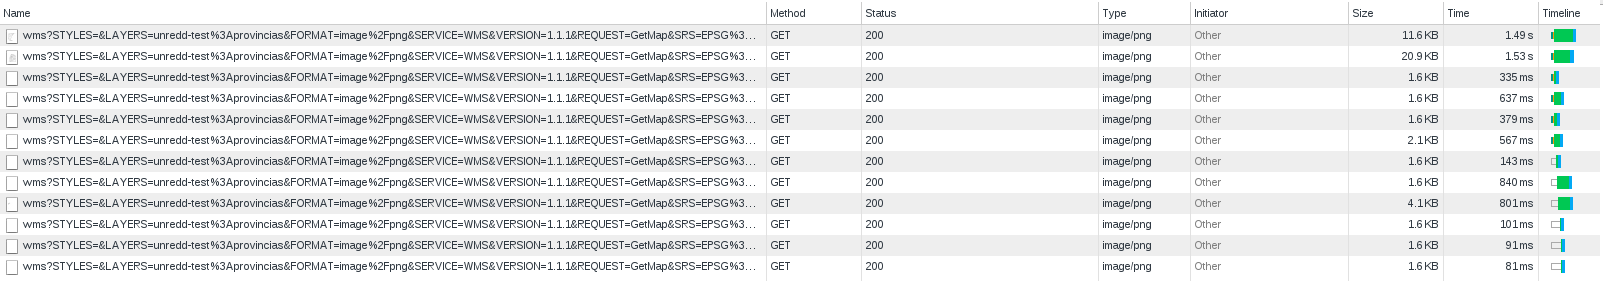 Name Method Status Type Initiator Size Time Timeline
wms?STYLES=&LAYERS=unredd-test%3Aprovincias&FORMAT=image%2Fpng&SERVICE=WMS&VERSION=1.1.1&REQUEST=GetMap&SRS=EPSG%3... GET 200 image/png Other 11.6 KB 1.49 s
wms?STYLES=&LAYERS=unredd-test%3Aprovincias&FORMAT=image%2Fpng&SERVICE=WMS&VERSION=1.1.1&REQUEST=GetMap&SRS=EPSG%3... GET 200 image/png Other 20.9 KB 1.53 s
wms?STYLES=&LAYERS=unredd-test%3Aprovincias&FORMAT=image%2Fpng&SERVICE=WMS&VERSION=1.1.1&REQUEST=GetMap&SRS=EPSG%3... GET 200 image/png Other 1.6 KB 335 ms
wms?STYLES=&LAYERS=unredd-test%3Aprovincias&FORMAT=image%2Fpng&SERVICE=WMS&VERSION=1.1.1&REQUEST=GetMap&SRS=EPSG%3... GET 200 image/png Other 1.6 KB 637 ms
wms?STYLES=&LAYERS=unredd-test%3Aprovincias&FORMAT=image%2Fpng&SERVICE=WMS&VERSION=1.1.1&REQUEST=GetMap&SRS=EPSG%3... GET 200 image/png Other 1.6 KB 379 ms
wms?STYLES=&LAYERS=unredd-test%3Aprovincias&FORMAT=image%2Fpng&SERVICE=WMS&VERSION=1.1.1&REQUEST=GetMap&SRS=EPSG%3... GET 200 image/png Other 2.1 KB 567 ms
wms?STYLES=&LAYERS=unredd-test%3Aprovincias&FORMAT=image%2Fpng&SERVICE=WMS&VERSION=1.1.1&REQUEST=GetMap&SRS=EPSG%3... GET 200 image/png Other 1.6 KB 143 ms
wms?STYLES=&LAYERS=unredd-test%3Aprovincias&FORMAT=image%2Fpng&SERVICE=WMS&VERSION=1.1.1&REQUEST=GetMap&SRS=EPSG%3... GET 200 image/png Other 1.6 KB 840 ms
wms?STYLES=&LAYERS=unredd-test%3Aprovincias&FORMAT=image%2Fpng&SERVICE=WMS&VERSION=1.1.1&REQUEST=GetMap&SRS=EPSG%3... GET 200 image/png Other 4.1 KB 801 ms
wms?STYLES=&LAYERS=unredd-test%3Aprovincias&FORMAT=image%2Fpng&SERVICE=WMS&VERSION=1.1.1&REQUEST=GetMap&SRS=EPSG%3... GET 200 image/png Other 1.6 KB 101 ms
wms?STYLES=&LAYERS=unredd-test%3Aprovincias&FORMAT=image%2Fpng&SERVICE=WMS&VERSION=1.1.1&REQUEST=GetMap&SRS=EPSG%3... GET 200 image/png Other 1.6 KB 91 ms
wms?STYLES=&LAYERS=unredd-test%3Aprovincias&FORMAT=image%2Fpng&SERVICE=WMS&VERSION=1.1.1&REQUEST=GetMap&SRS=EPSG%3... GET 200 image/png Other 1.6 KB 81 ms